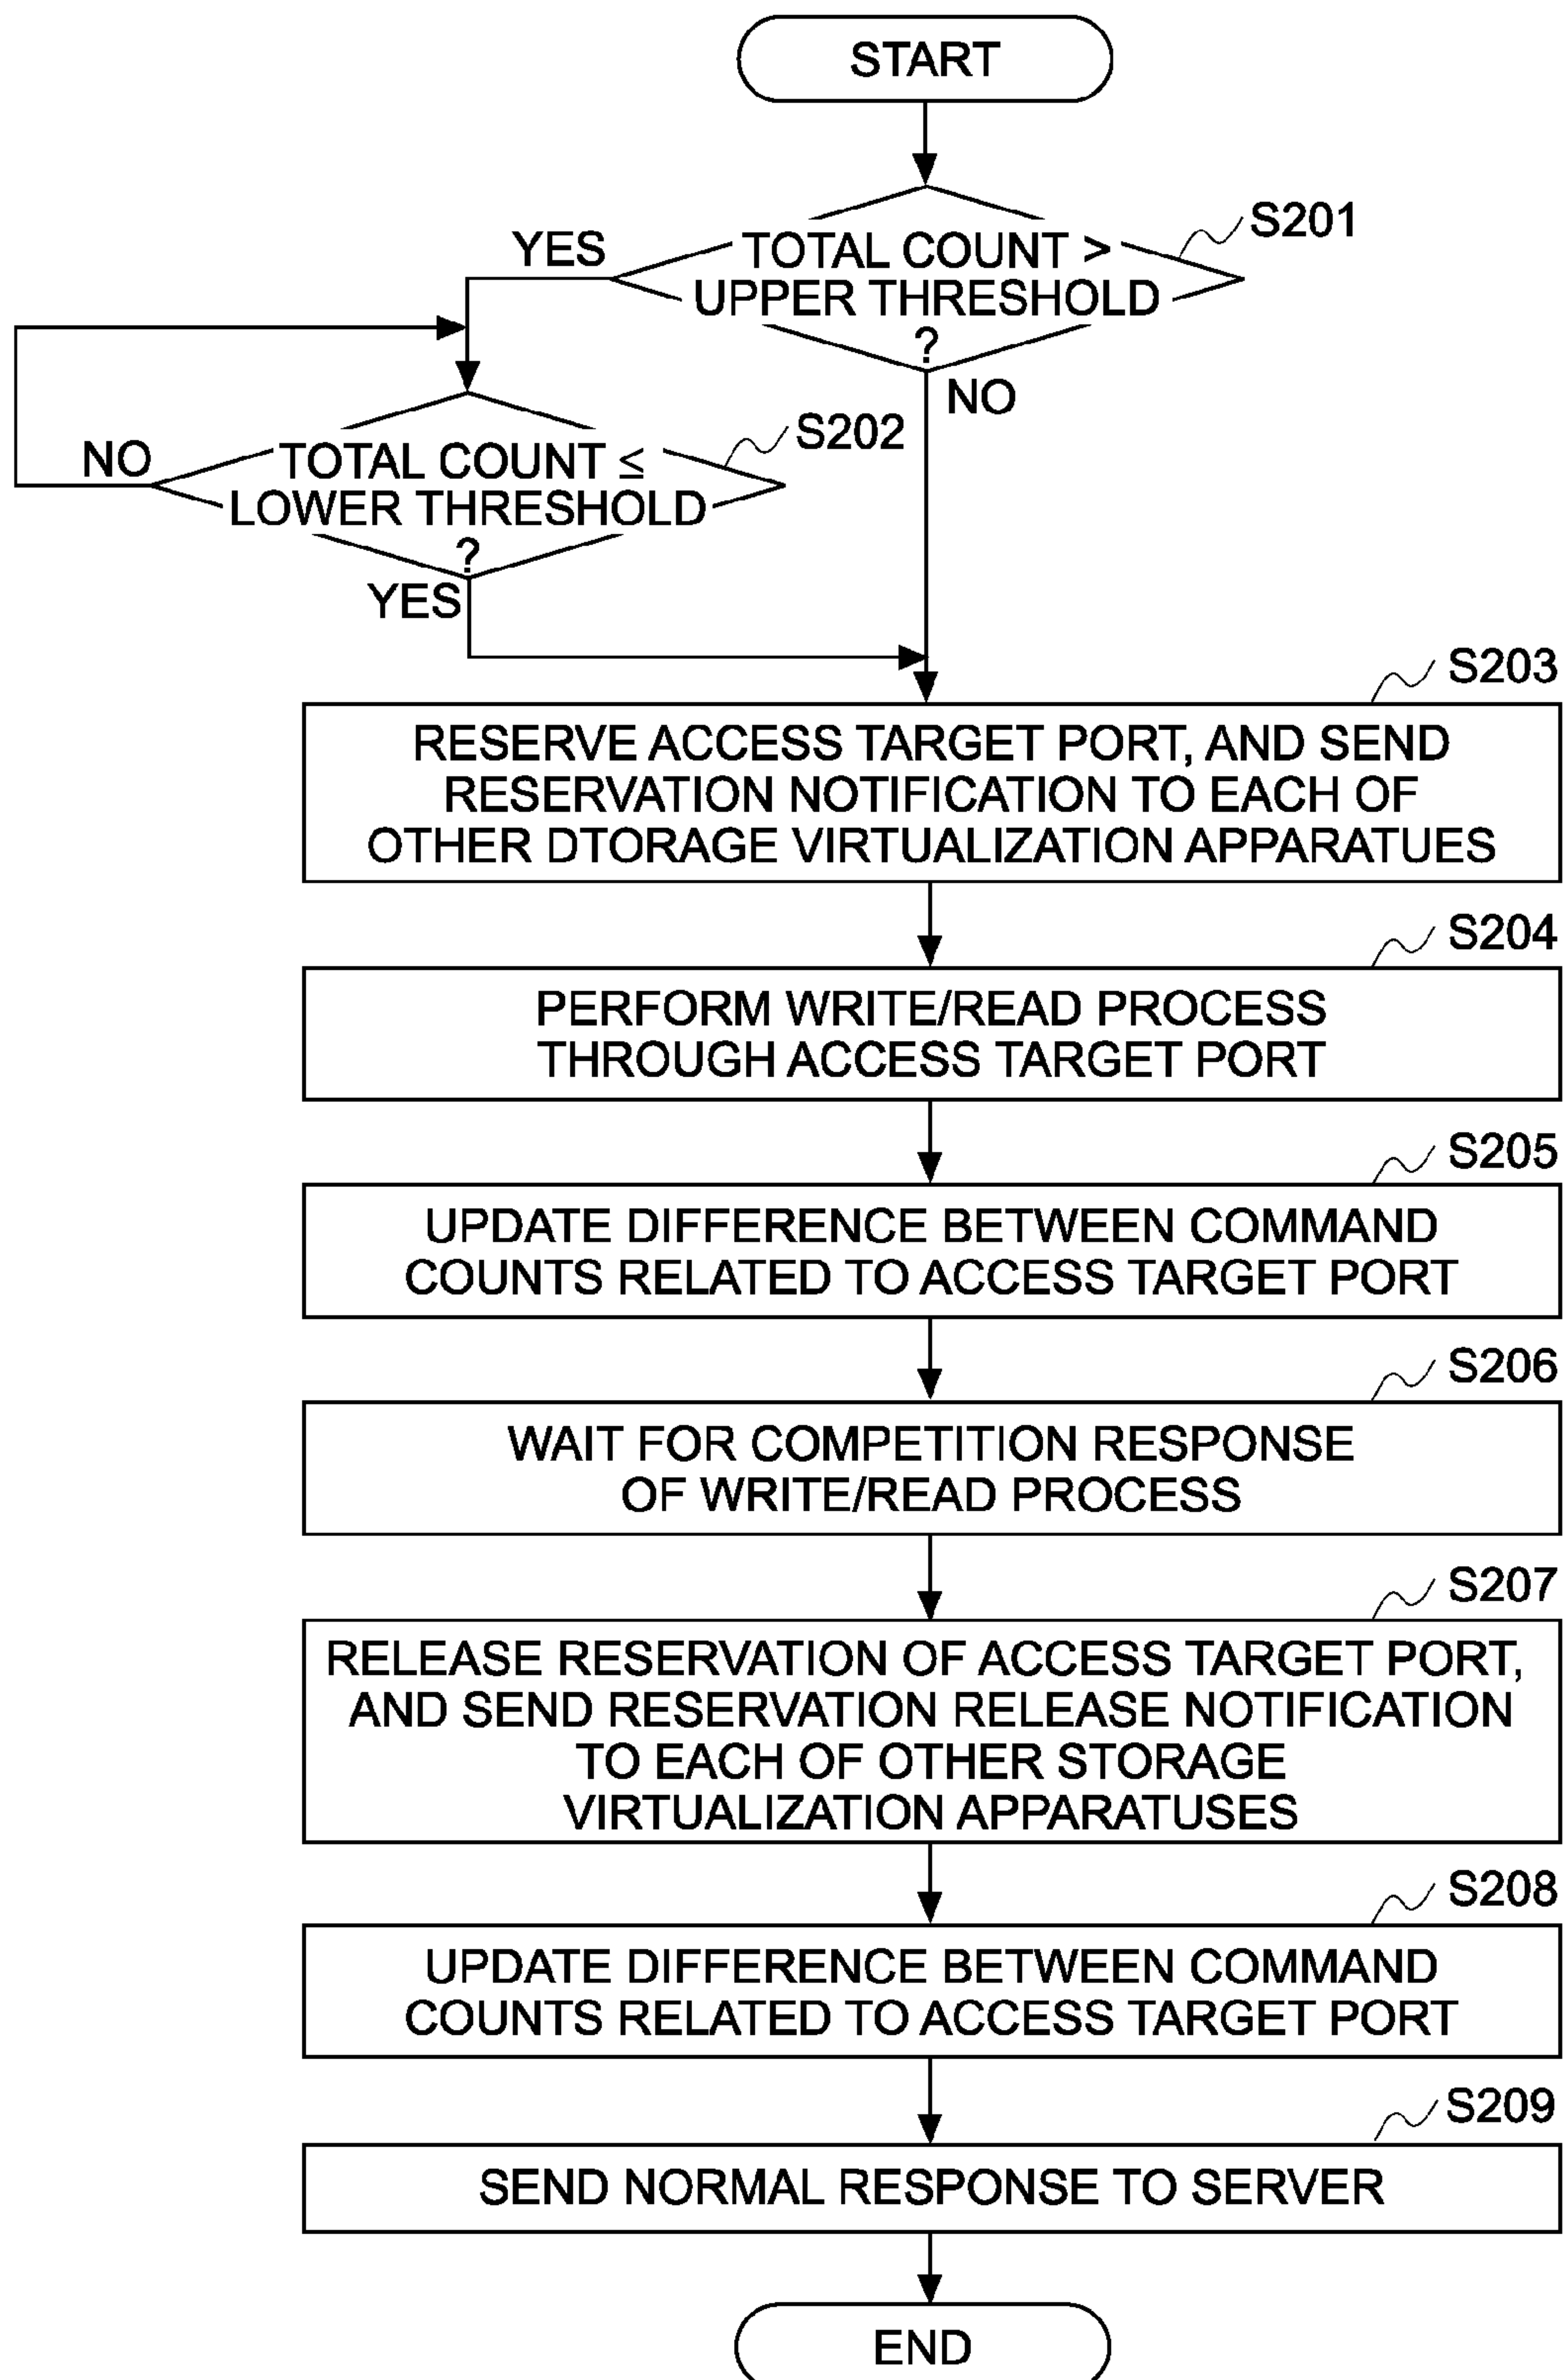 START
S201
YES
TOTAL COUNT >
UPPER THRESHOLD
?
NO
S202
NO
TOTAL COUNT ≤
LOWER THRESHOLD
?
YES
S203
RESERVE ACCESS TARGET PORT, AND SEND
RESERVATION NOTIFICATION TO EACH OF
OTHER DTORAGE VIRTUALIZATION APPARATUES
S204
PERFORM WRITE/READ PROCESS
THROUGH ACCESS TARGET PORT
S205
UPDATE DIFFERENCE BETWEEN COMMAND
COUNTS RELATED TO ACCESS TARGET PORT
S206
WAIT FOR COMPETITION RESPONSE
OF WRITE/READ PROCESS
S207
RELEASE RESERVATION OF ACCESS TARGET PORT,
AND SEND RESERVATION RELEASE NOTIFICATION
TO EACH OF OTHER STORAGE
VIRTUALIZATION APPARATUSES
S208
UPDATE DIFFERENCE BETWEEN COMMAND
COUNTS RELATED TO ACCESS TARGET PORT
S209
SEND NORMAL RESPONSE TO SERVER
END